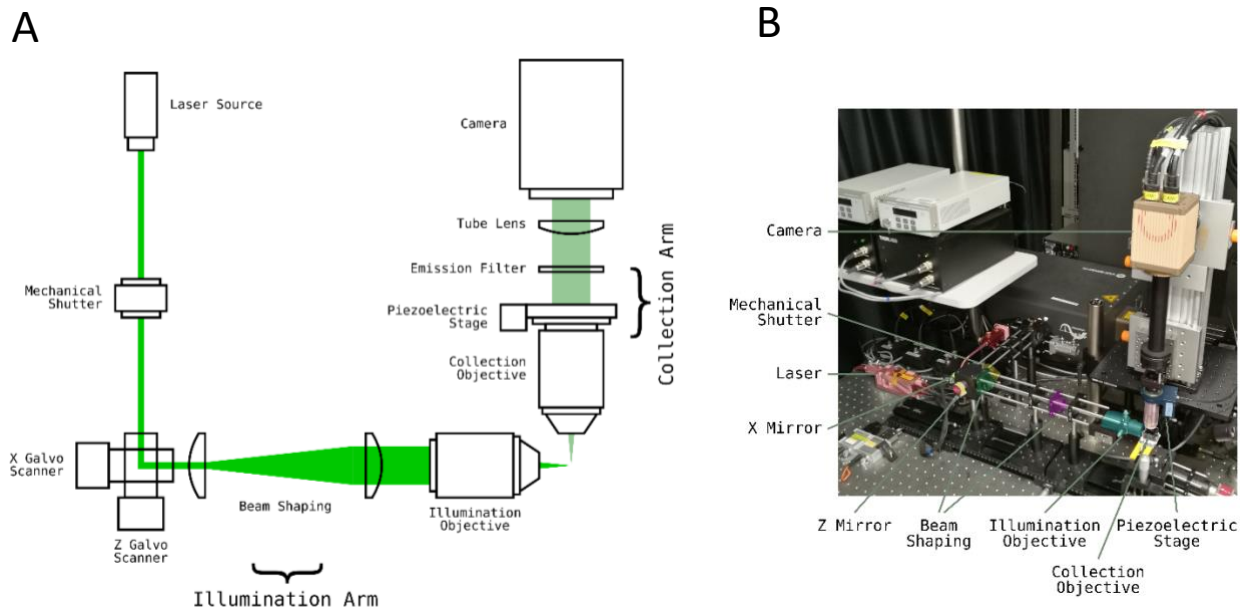 A
B
Laser Source
Camera
Tube Lens
Emission Filter
Mechanical
Shutter
Piezoelectric
Stage
Collection Arm
Collection
Objective
X Galvo
Scanner
Beam Shaping
Illumination
Objective
Z Galvo
Scanner
Illumination Arm
Camera
Mechanical
Shutter
Laser
X Mirror
Z Mirror
Beam
Shaping
Illumination
Objective
Piezoelectric
Stage
Collection
Objective